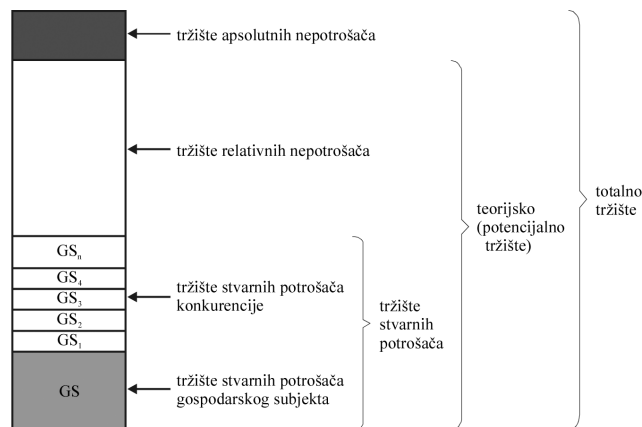 tržište apsolutnih nepotrošača
tržište relativnih nepotrošača
totalno
tržište
teorijsko
(potencijalno
tržište)
GSn
GS4
GS3
GS2
GS1
tržište stvarnih potrošača
konkurencije
tržište
stvarnih
potrošača
GS
tržište stvarnih potrošača
gospodarskog subjekta